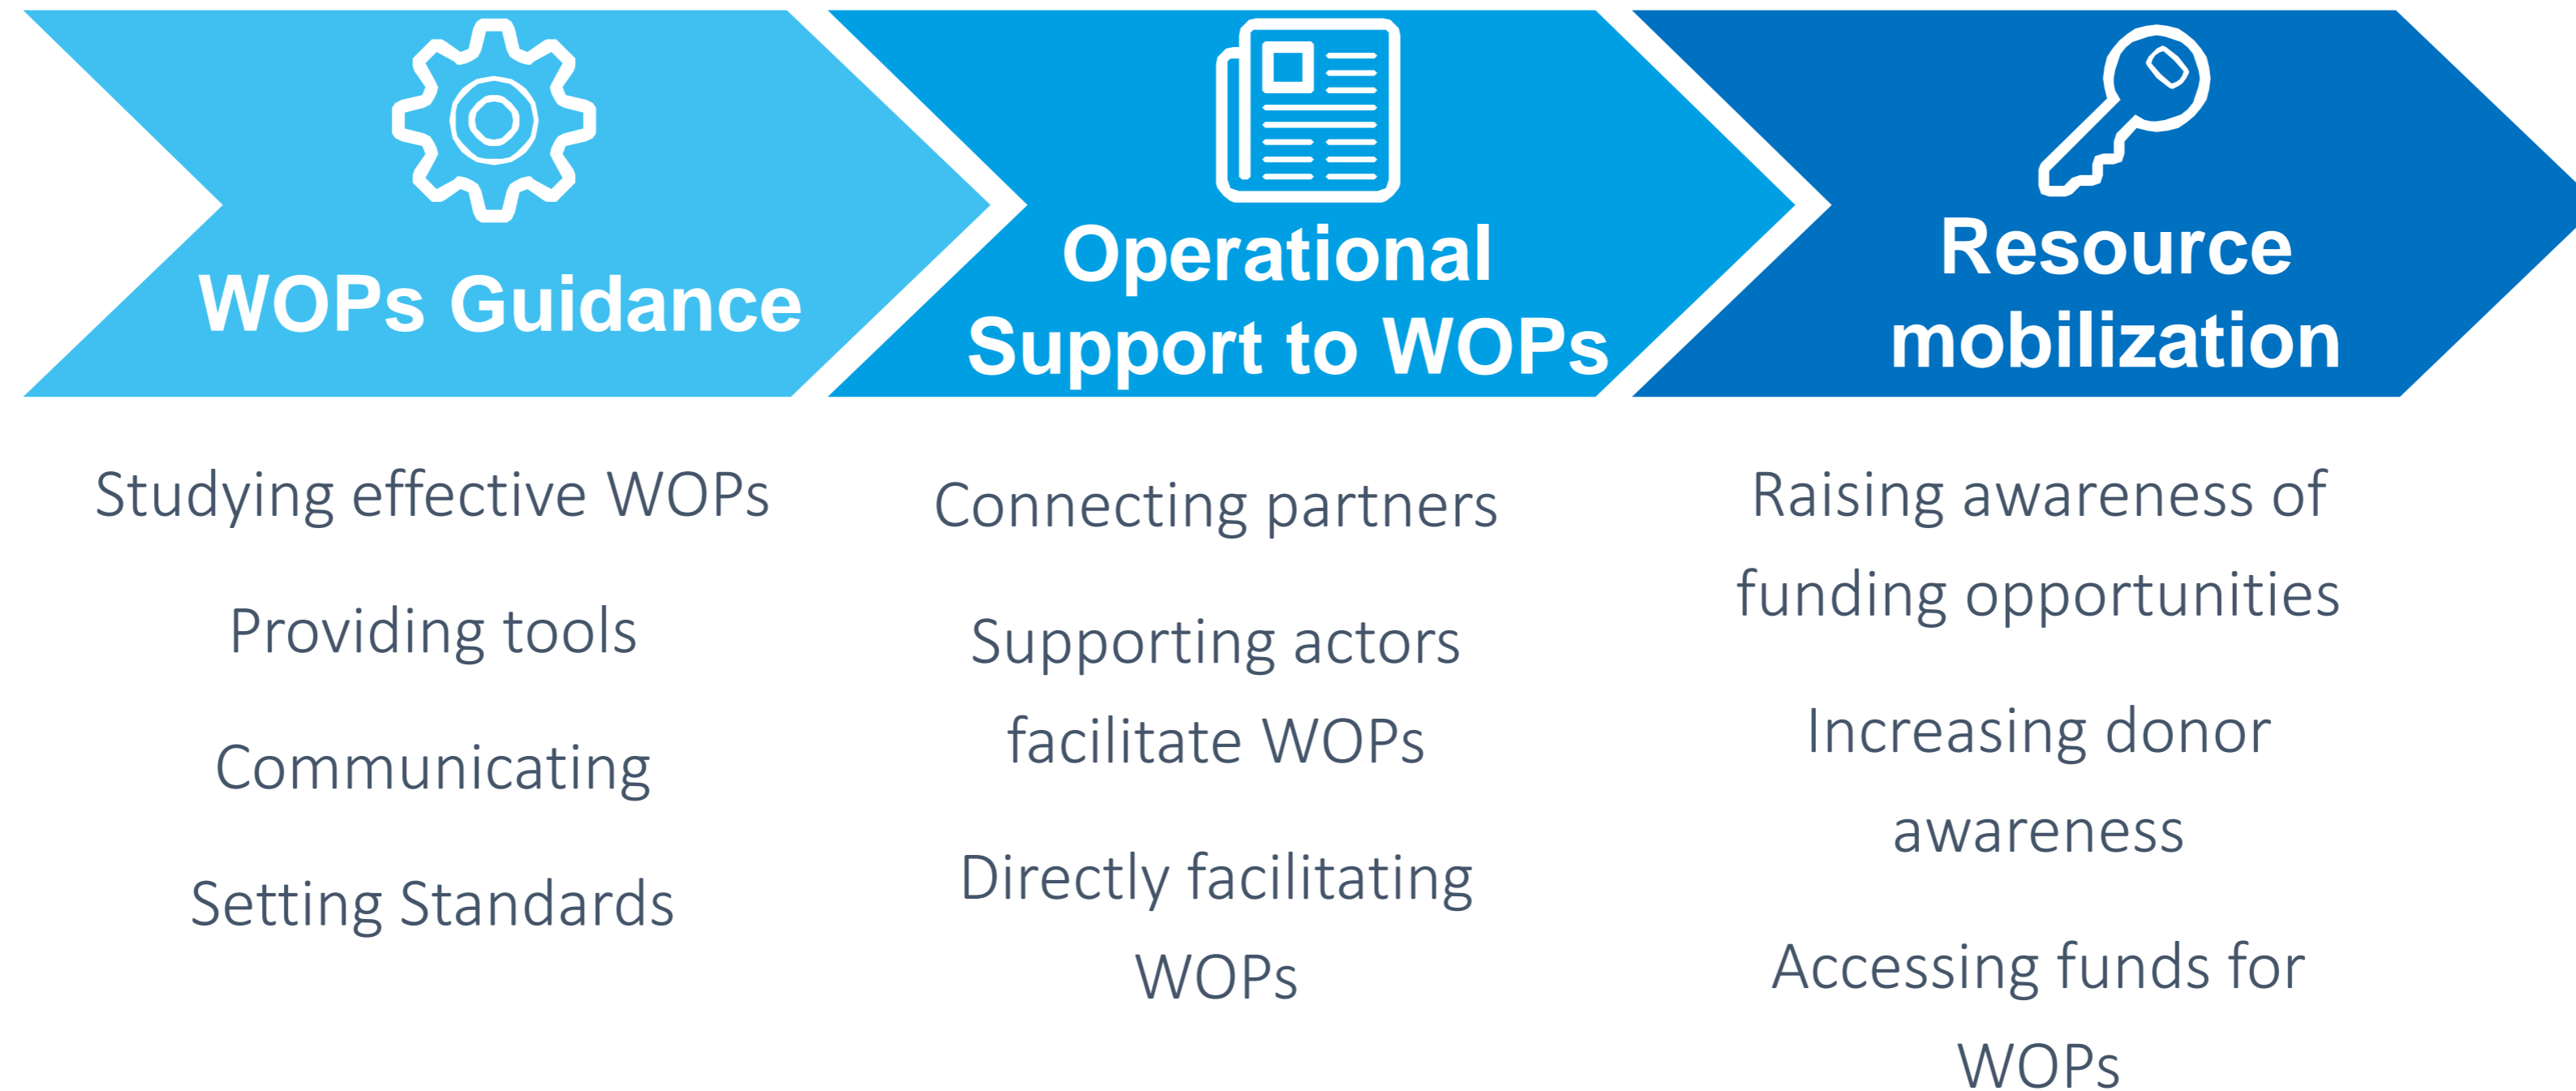 WOPs Guidance
Studying effective WOPs
Providing tools
Communicating
Setting Standards
Operational
Support to WOPs
Connecting partners
Supporting actors
facilitate WOPs
Directly facilitating
WOPs
Resource
mobilization
Raising awareness of
funding opportunities
Increasing donor
awareness
Accessing funds for
WOPs